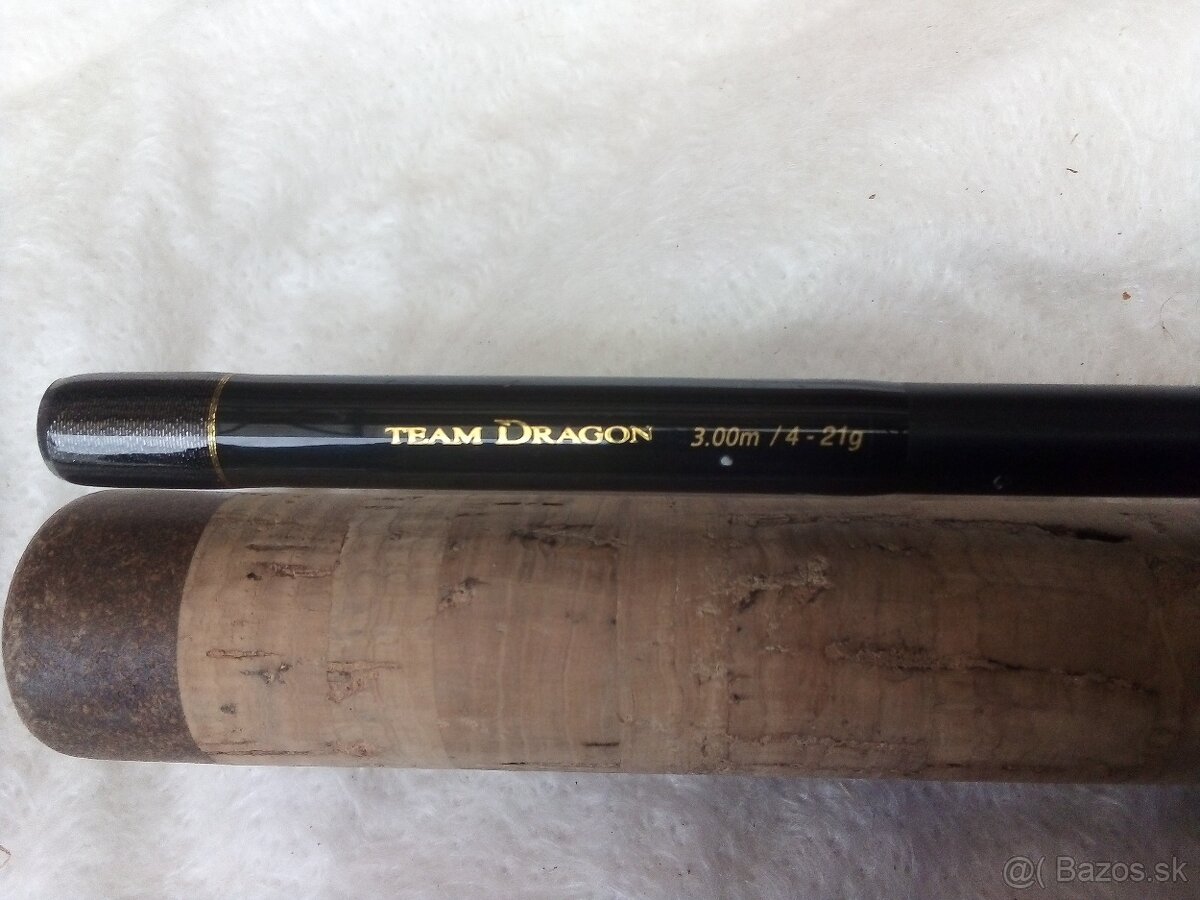 TEAM DRAGON 3.00m / 4 - 21g
@( Bazos.sk